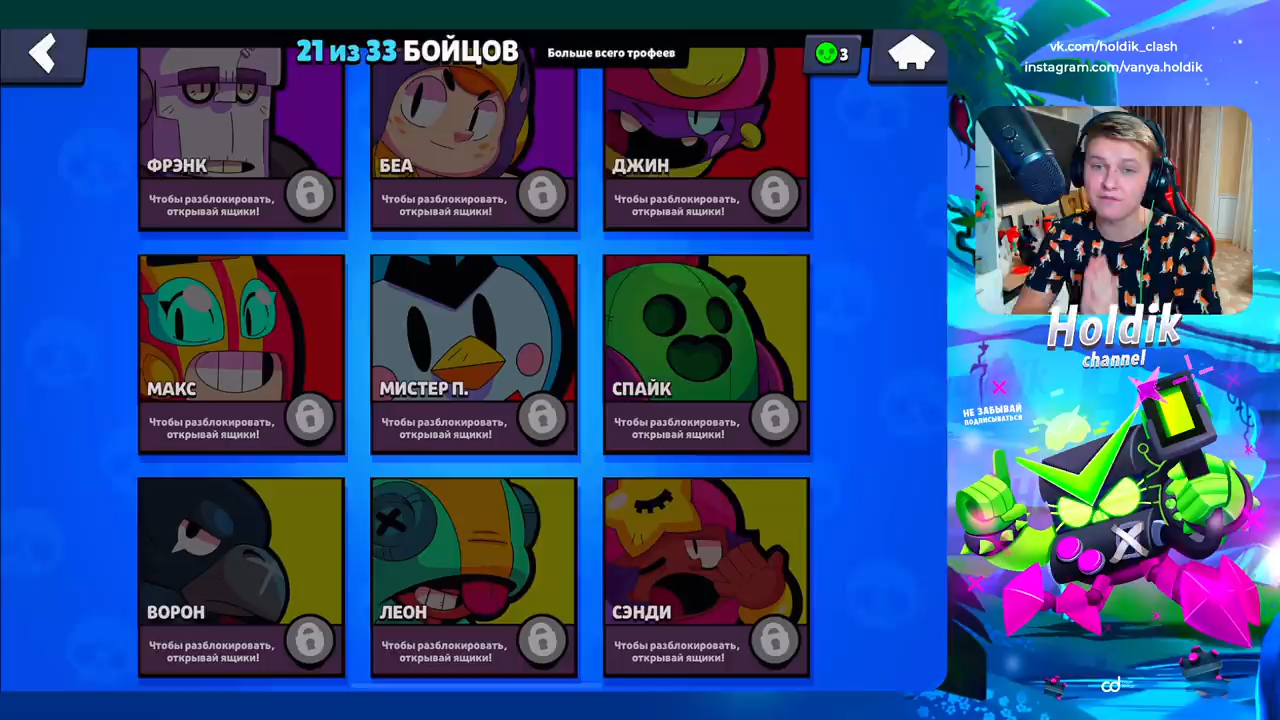 21 из 33 БОЙЦОВ
Больше всего трофеев
3
vk.com/holdik_clash
instagram.com/vanya.holdik
ФРЭНК
Чтобы разблокировать,
открывай ящики!
БЕА
Чтобы разблокировать,
открывай ящики!
ДЖИН
Чтобы разблокировать,
открывай ящики!
МАКС
Чтобы разблокировать,
открывай ящики!
МИСТЕР П.
Чтобы разблокировать,
открывай ящики!
СПАЙК
Чтобы разблокировать,
открывай ящики!
ВОРОН
Чтобы разблокировать,
открывай ящики!
ЛЕОН
Чтобы разблокировать,
открывай ящики!
СЭНДИ
Чтобы разблокировать,
открывай ящики!
Holdik
channel
НЕ ЗАБЫВАЙ
ПОДПИСЫВАТЬСЯ